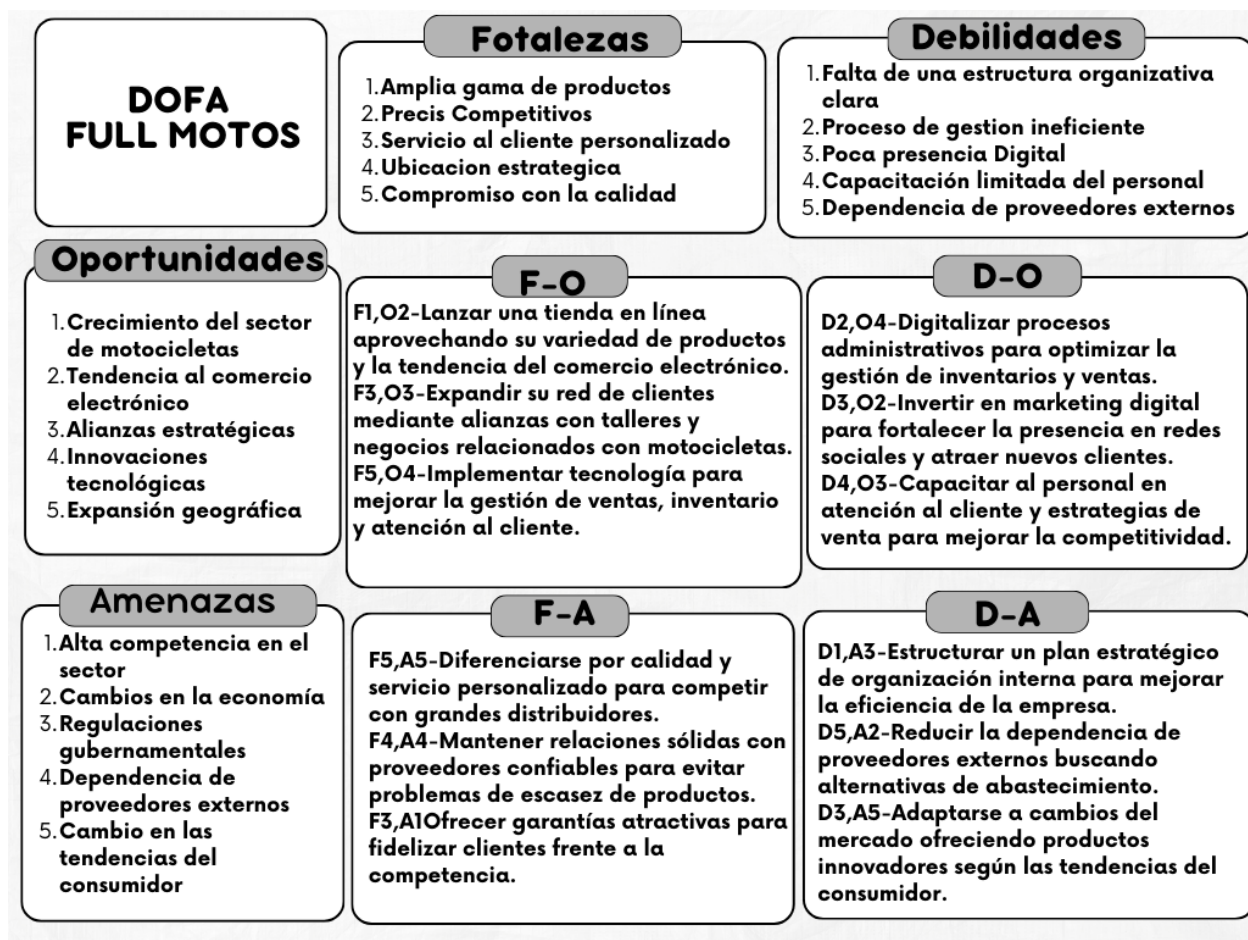 DOFA
FULL MOTOS
Fotalezas
1. Amplia gama de productos
2. Precis Competitivos
3. Servicio al cliente personalizado
4. Ubicacion estrategica
5. Compromiso con la calidad
Debilidades
1. Falta de una estructura organizativa
clara
2. Proceso de gestion ineficiente
3. Poca presencia Digital
4. Capacitación limitada del personal
5. Dependencia de proveedores externos
Oportunidades
1. Crecimiento del sector
de motocicletas
2. Tendencia al comercio
electrónico
3. Alianzas estratégicas
4. Innovaciones
tecnológicas
5. Expansión geográfica
F-O
F1,O2-Lanzar una tienda en línea
aprovechando su variedad de productos
y la tendencia del comercio electrónico.
F3,O3-Expandir su red de clientes
mediante alianzas con talleres y
negocios relacionados con motocicletas.
F5,O4-Implementar tecnología para
mejorar la gestión de ventas, inventario
y atención al cliente.
D-O
D2,O4-Digitalizar procesos
administrativos para optimizar la
gestión de inventarios y ventas.
D3,O2-Invertir en marketing digital
para fortalecer la presencia en redes
sociales y atraer nuevos clientes.
D4,O3-Capacitar al personal en
atención al cliente y estrategias de
venta para mejorar la competitividad.
Amenazas
1. Alta competencia en el
sector
2. Cambios en la economía
3. Regulaciones
gubernamentales
4. Dependencia de
proveedores externos
5. Cambio en las
tendencias del
consumidor
F-A
F5,A5-Diferenciarse por calidad y
servicio personalizado para competir
con grandes distribuidores.
F4,A4-Mantener relaciones sólidas con
proveedores confiables para evitar
problemas de escasez de productos.
F3,A1Ofrecer garantías atractivas para
fidelizar clientes frente a la
competencia.
D-A
D1,A3-Estructurar un plan estratégico
de organización interna para mejorar
la eficiencia de la empresa.
D5,A2-Reducir la dependencia de
proveedores externos buscando
alternativas de abastecimiento.
D3,A5-Adaptarse a cambios del
mercado ofreciendo productos
innovadores según las tendencias del
consumidor.